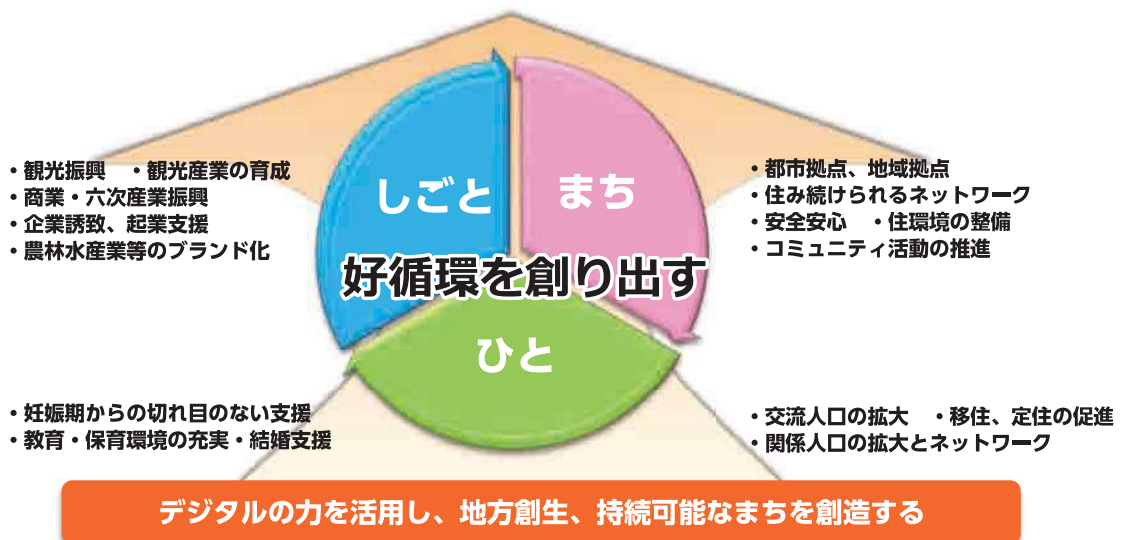 ・観光振興　・観光産業の育成
・商業・六次産業振興
・企業誘致、起業支援
・農林水産業等のブランド化
しごと
まち
・都市拠点、地域拠点
・住み続けられるネットワーク
・安全安心　・住環境の整備
・コミュニティ活動の推進
好循環を創り出す
ひと
・妊娠期からの切れ目のない支援
・教育・保育環境の充実・結婚支援
・交流人口の拡大　・移住、定住の促進
・関係人口の拡大とネットワーク
デジタルの力を活用し、地方創生、持続可能なまちを創造する